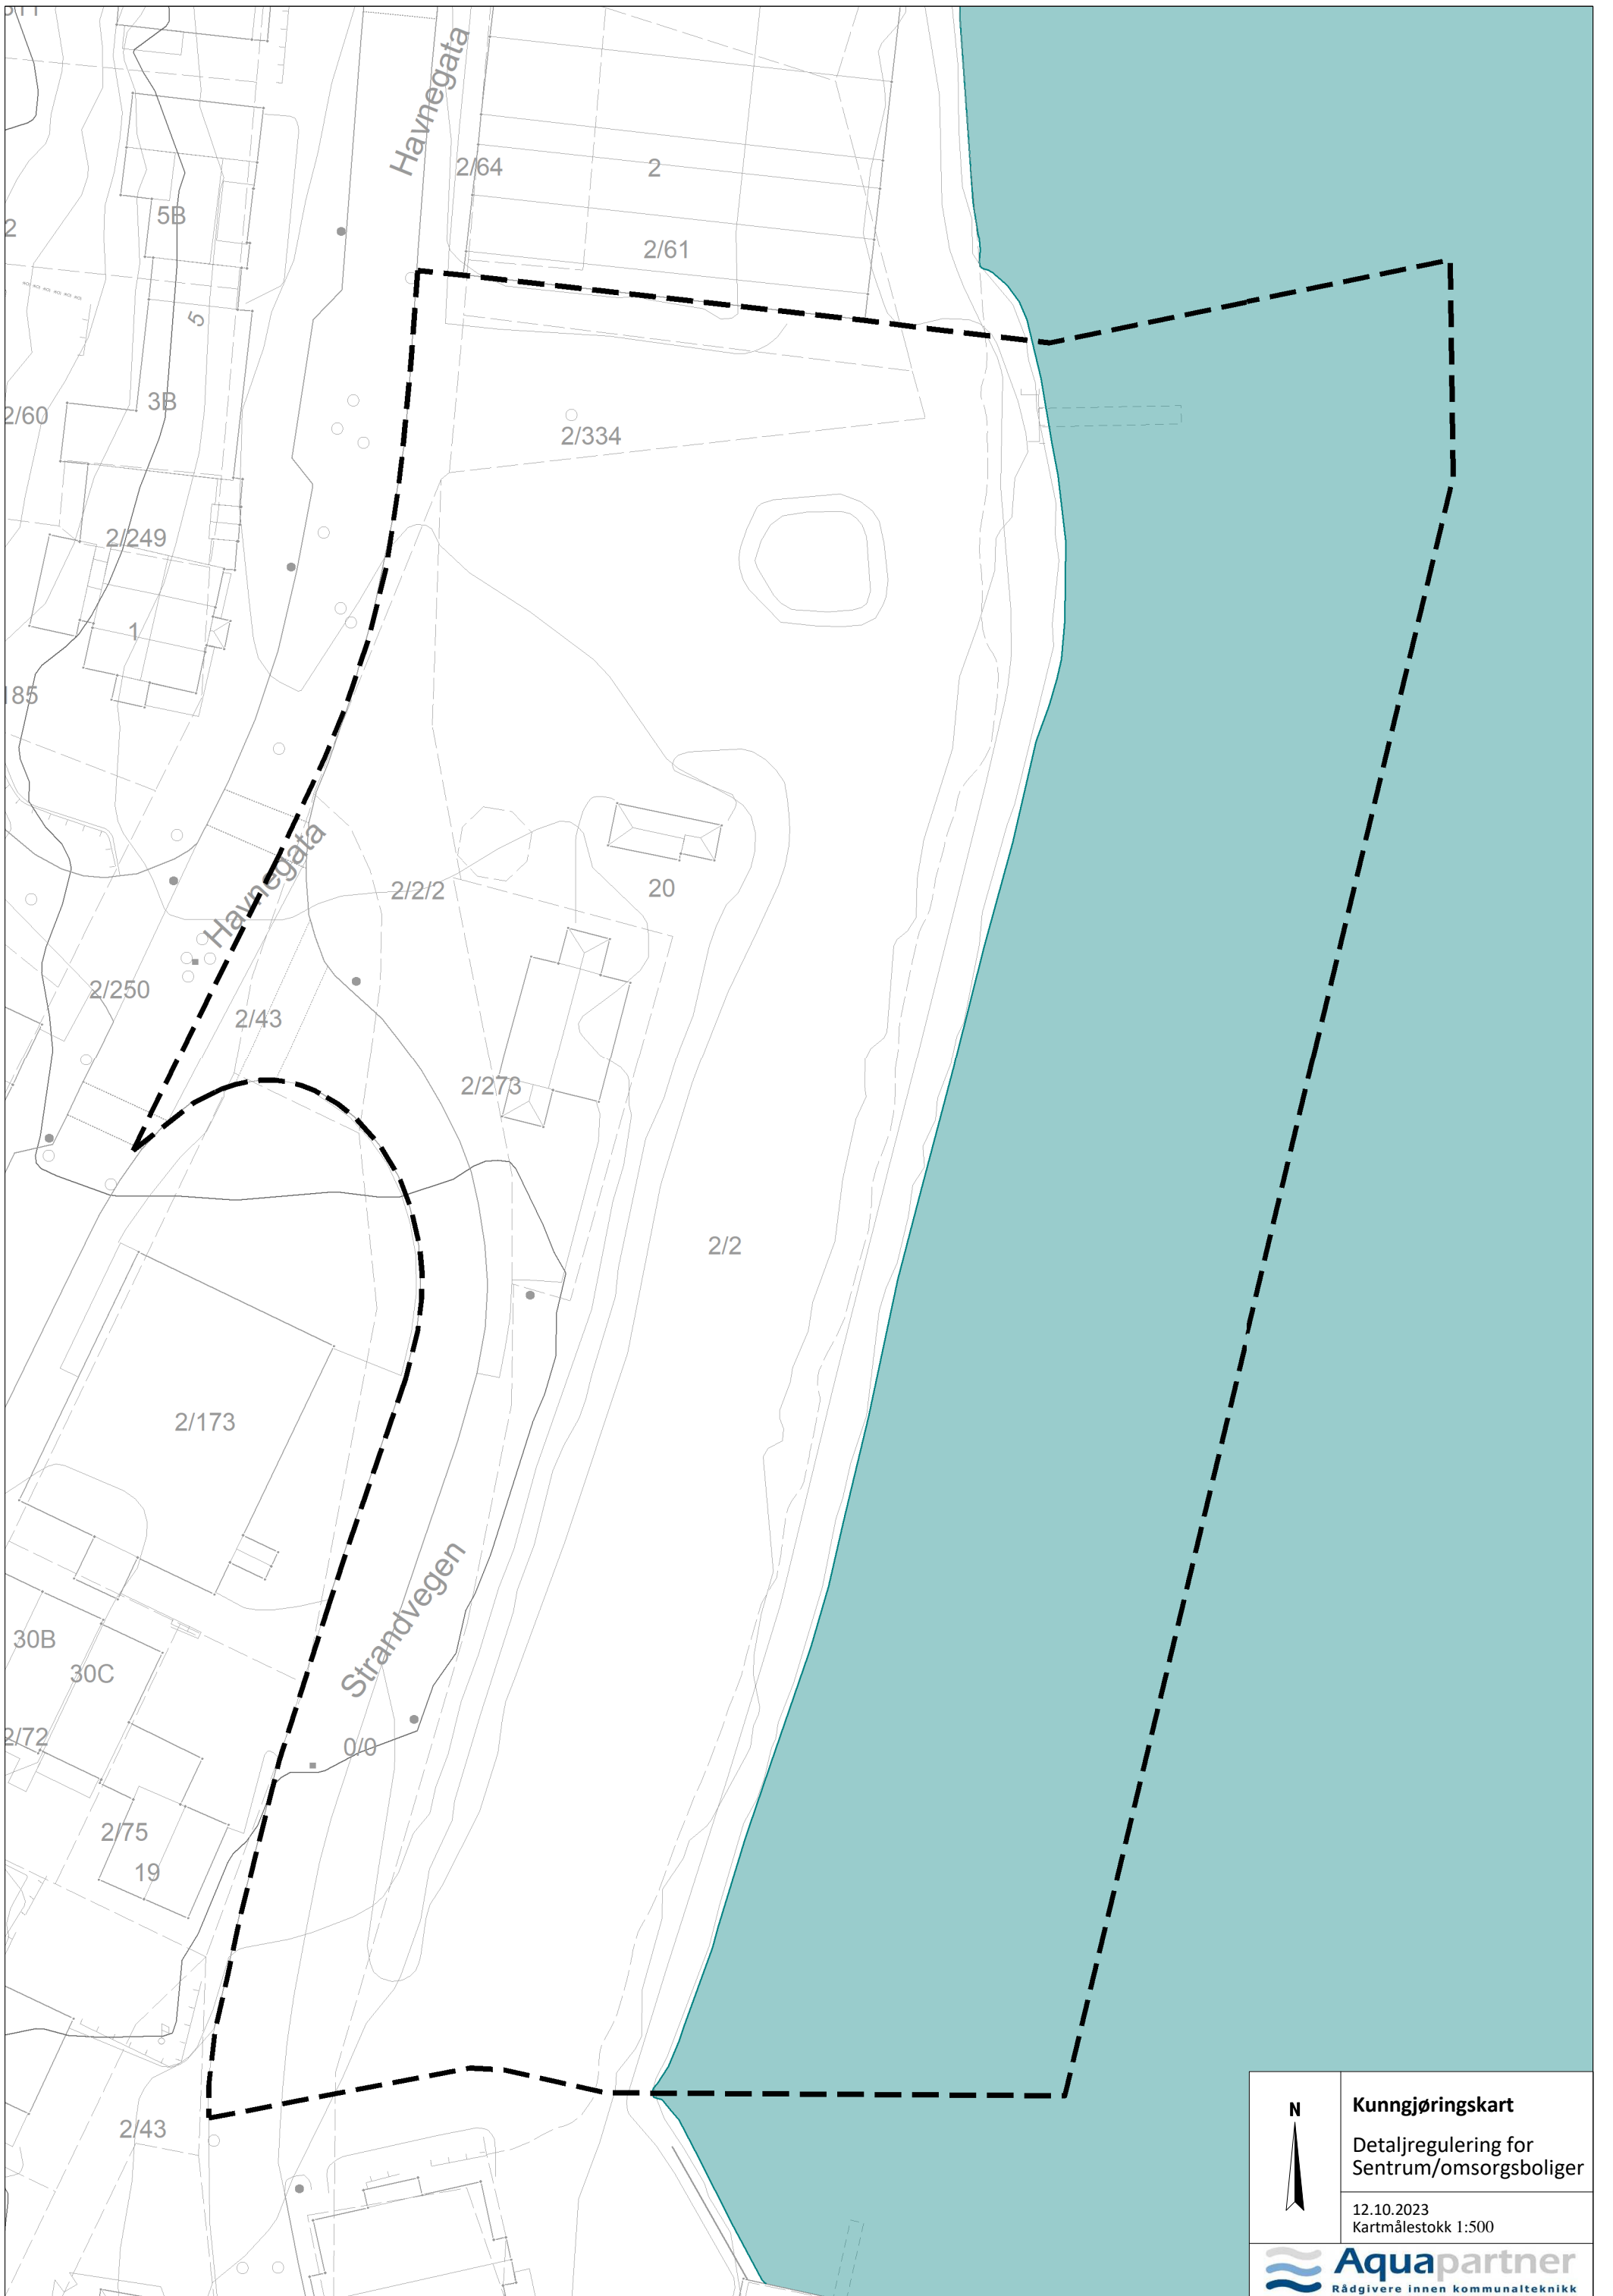 Havnegata
2/64
2
5B
2/61
5
3B
2/60
2/334
2/249
1
185
Havnegata
2/2/2
20
2/250
2/43
2/273
2/2
2/173
Strandvegen
30B
30C
2/72
0/0
2/75
19
2/43
N
Kunngjøringskart
Detaljregulering for
Sentrum/omsorgsboliger
12.10.2023
Kartmålestokk 1:500
Aquapartner
Rådgivere innen kommunalteknikk